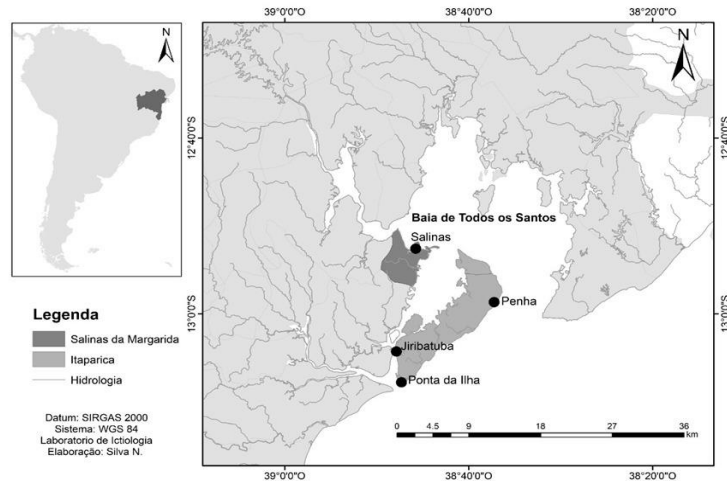 N
39°0'0"S
38°40'0"S
38°20'0"S
N
12°40'0"S
12°40'0"S
Baia de Todos os Santos
Salinas
Penha
13°0'0"S
13°0'0"S
Jiribatuba
Ponta da Ilha
Legenda
Salinas da Margarida
Itaparica
Hidrologia
Datum: SIRGAS 2000
Sistema: WGS 84
Laboratorio de Ictiologia
Elaboração: Silva N.
0 4.5 9 18 27 36
km
39°0'0"S
38°40'0"S
38°20'0"S